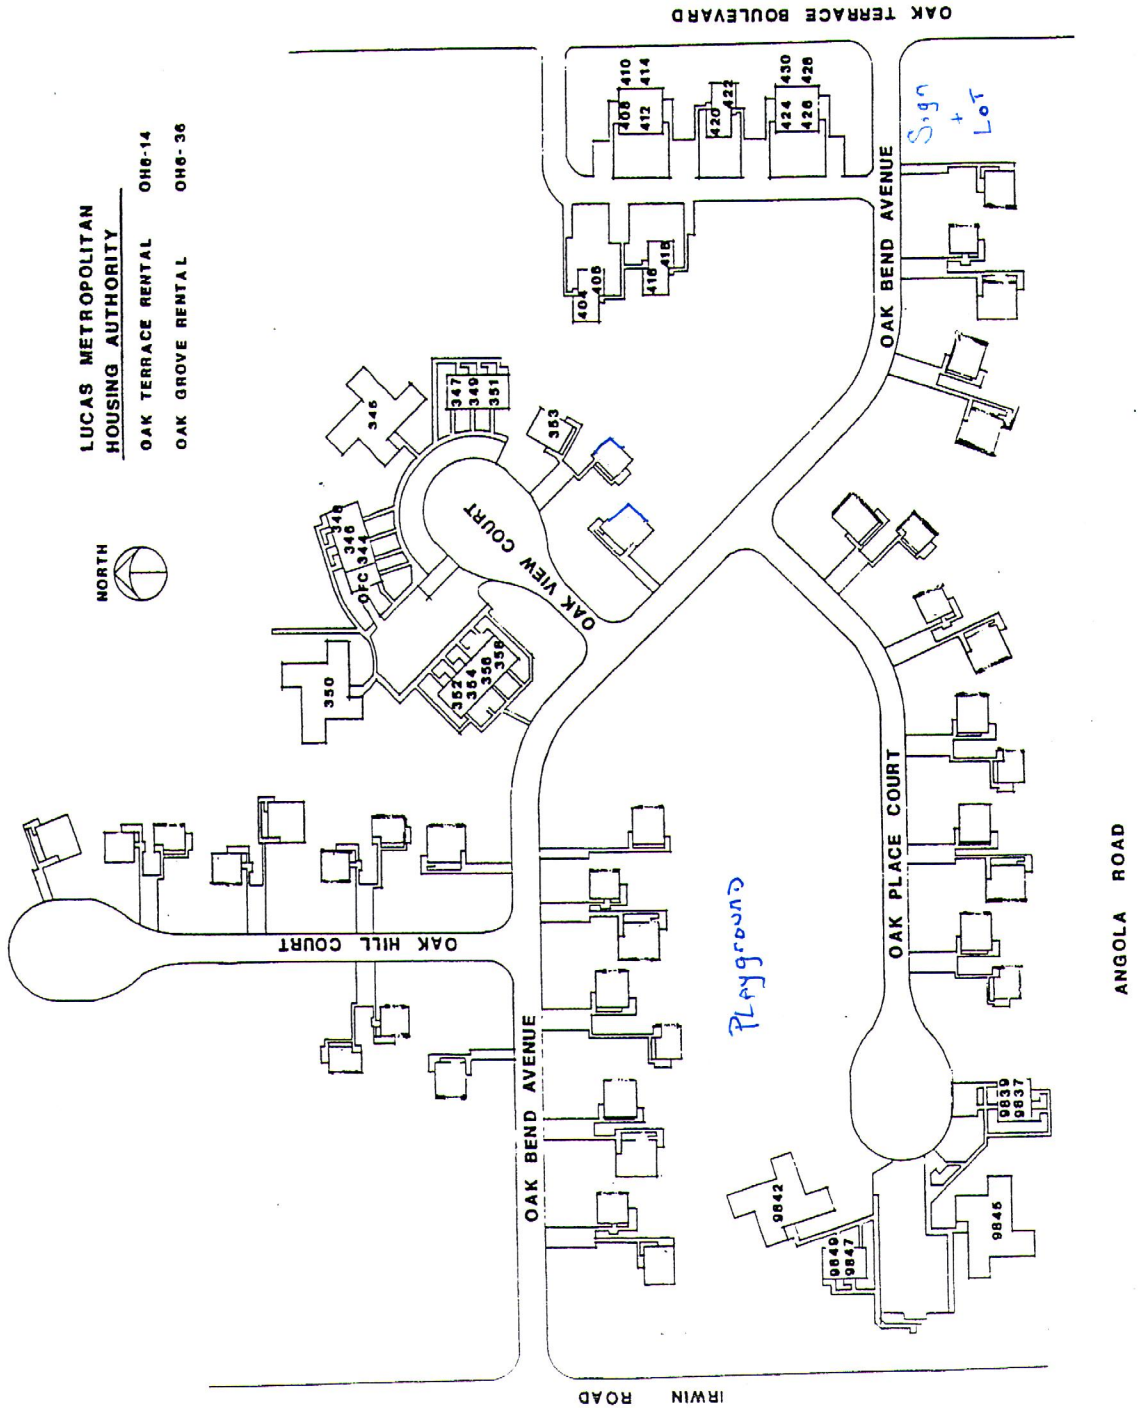 LUCAS METROPOLITAN
HOUSING AUTHORITY
OAK TERRACE RENTAL OH6-14
OAK GROVE RENTAL OH6-36
NORTH
OAK TERRACE BOULEVARD
410
414
408
412
422
420
430
428
424
426
Sign
+
LOT
OAK BEND AVENUE
404
406
416
418
345
347
349
351
353
348
346
344
OFC
OAK VIEW COURT
350
352
354
356
358
OAK HILL COURT
OAK BEND AVENUE
Playground
OAK PLACE COURT
9839
9837
9842
9849
9847
9845
IRWIN ROAD
ANGOLA ROAD